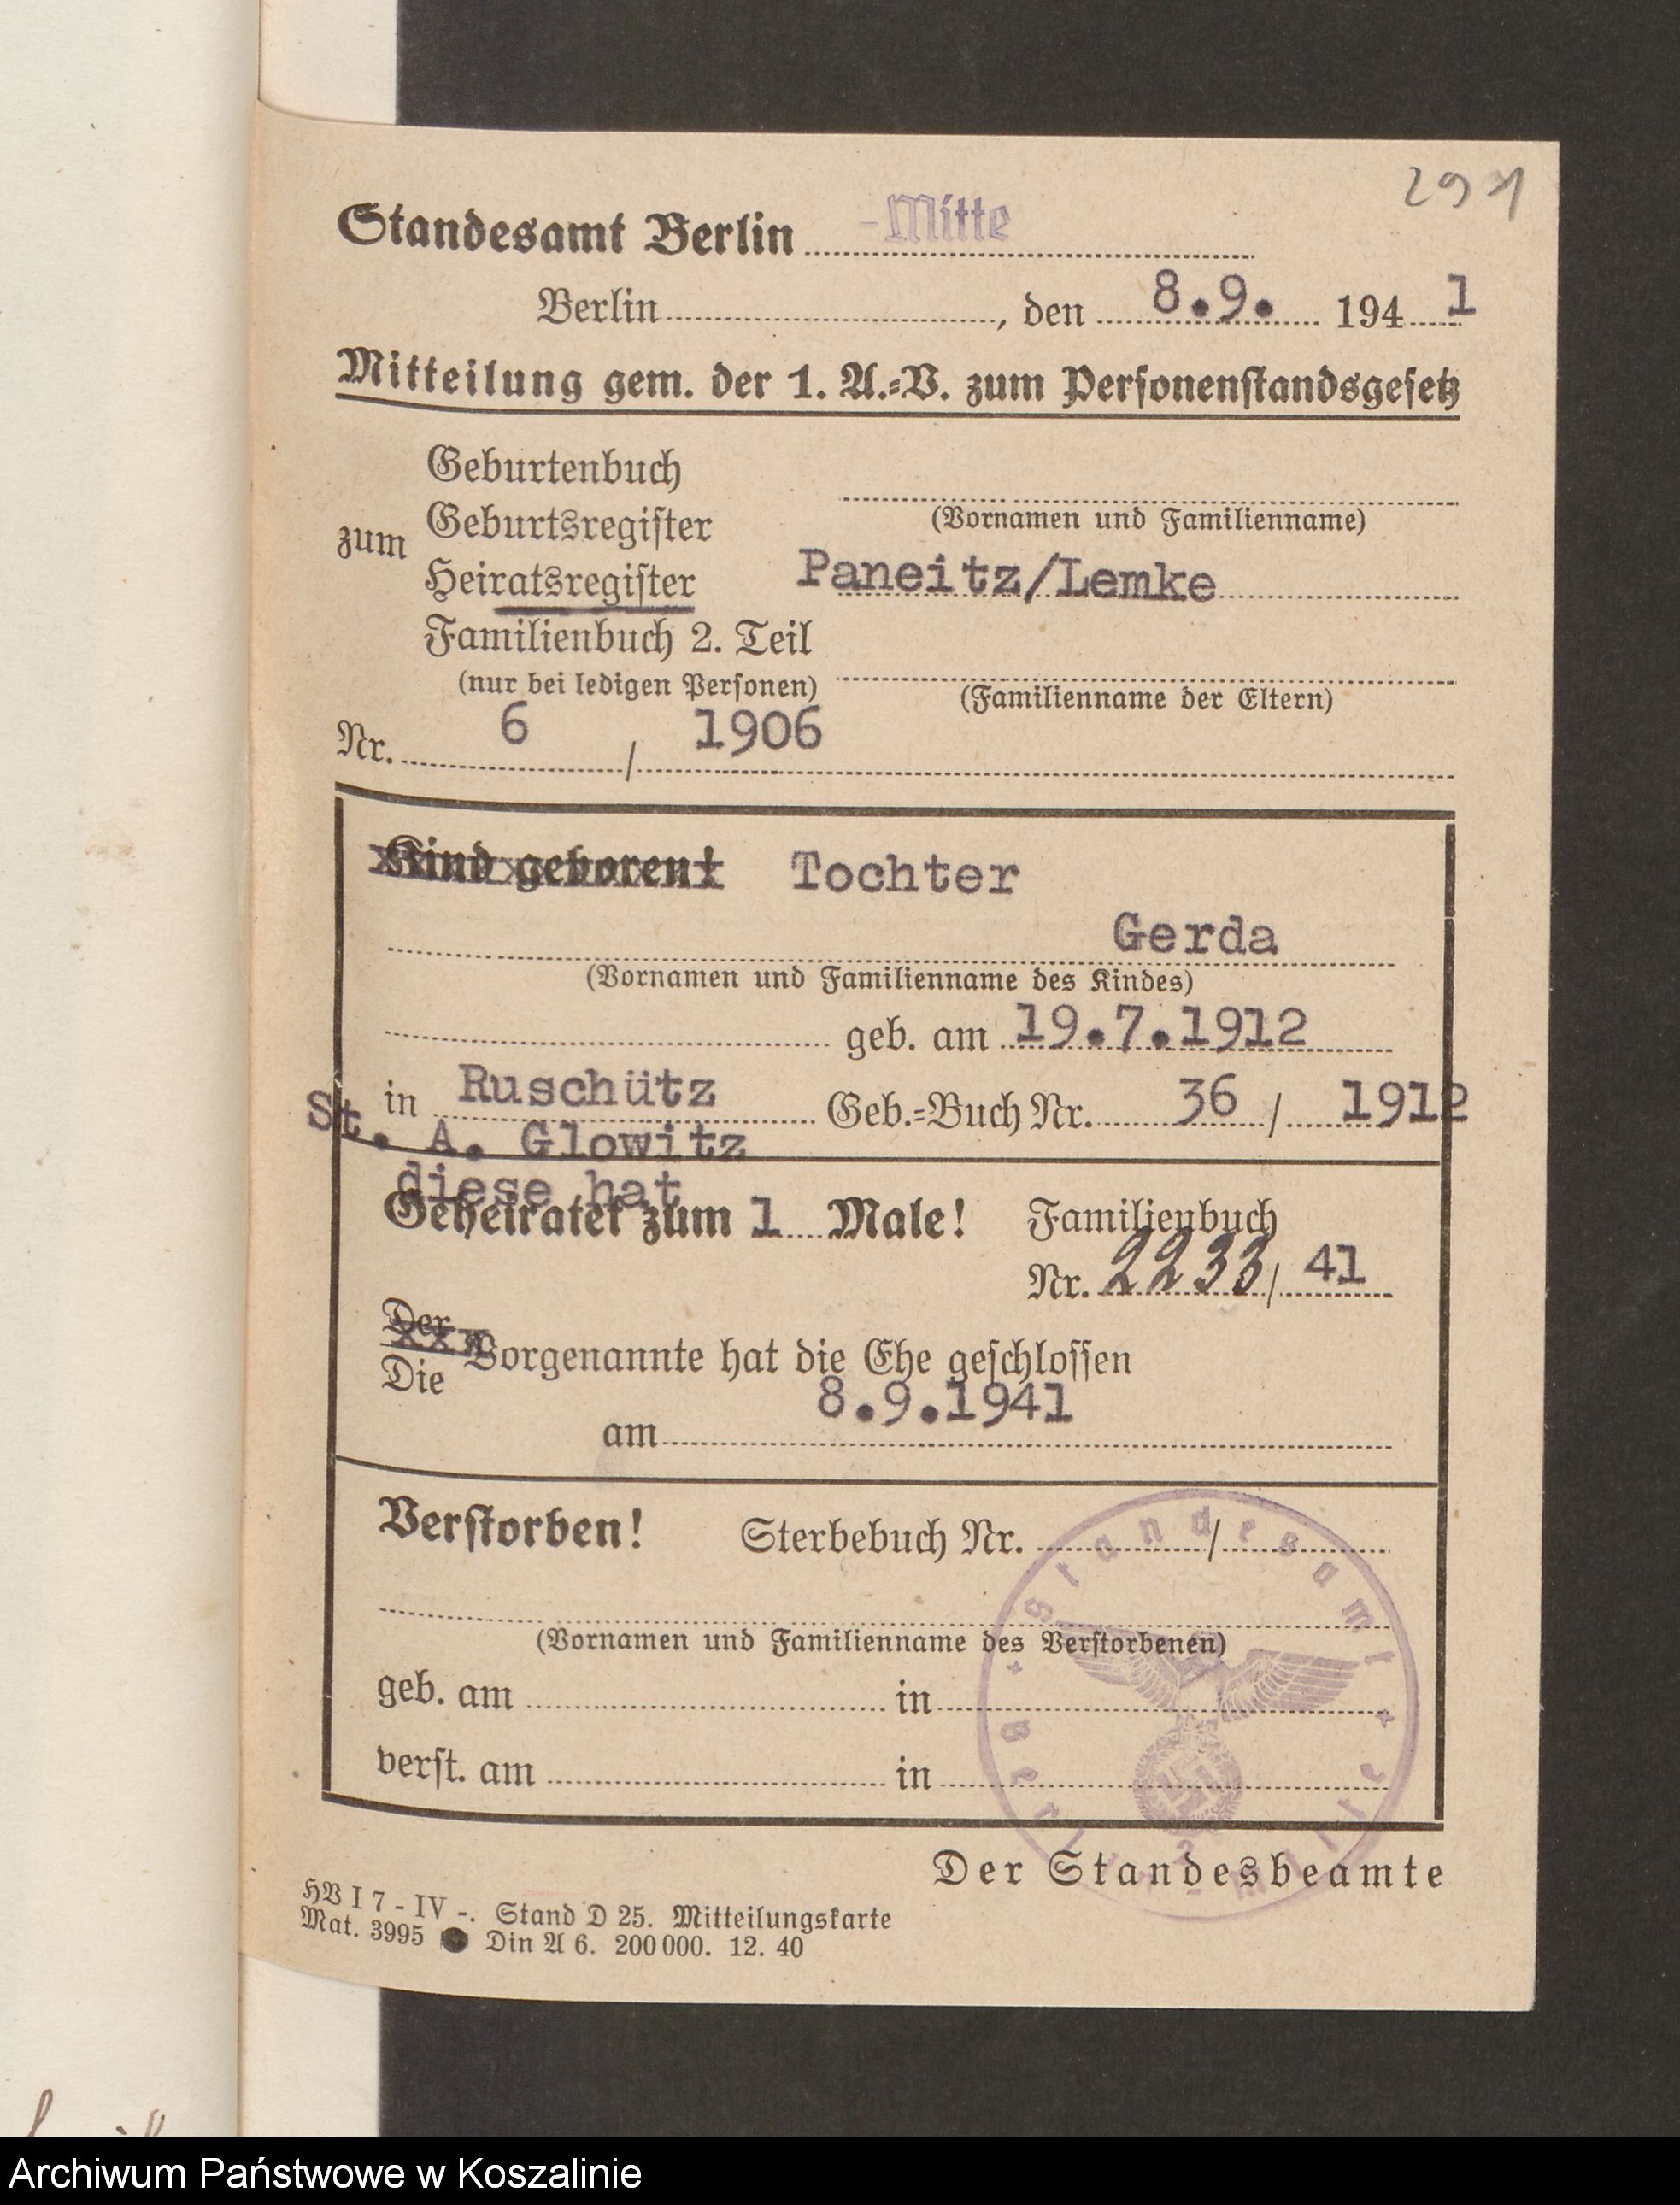 291
Standesamt Berlin -Mitte
Berlin, den 8.9. 194 1
Mitteilung gem. der 1. A.=V. zum Personenstandsgesetz
Geburtenbuch
(Vornamen und Familienname)
zum Geburtsregister
Heiratsregister Paneitz/Lemke
Familienbuch 2. Teil
(nur bei ledigen Personen)
(Familienname der Eltern)
Nr. 6 / 1906
Kind geboren! Tochter
Gerda
(Vornamen und Familienname des Kindes)
geb. am 19.7.1912
in Ruschütz Geb.=Buch Nr. 36 / 1912
St. A. Glowitz
diese hat
Geheiratet zum 1 Male! Familienbuch
Nr. 2233/ 41
Der
Vorgenannte hat die Ehe geschlossen
Die
8.9.1941
am
Verstorben! Sterbebuch Nr. /
(Vornamen und Familienname des Verstorbenen)
geb. am in
verst. am in
Standesamt
Der Standesbeamte
HV I 7 - IV -. Stand D 25. Mitteilungskarte
Mat. 3995 Din A 6. 200 000. 12. 40
Archiwum Państwowe w Koszalinie